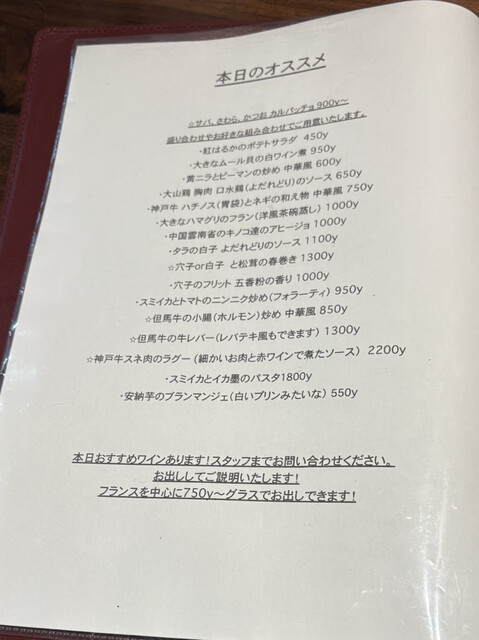 本日のオススメ
☆サバ、さわら、かつお カルパッチョ 900y～
盛り合わせやお好きな組み合わせでご用意いたします。
・紅はるかのポテトサラダ 450y
・大きなムール貝の白ワイン煮 950y
・黄ニラとピーマンの炒め 中華風 600y
・大山鶏 胸肉 口水鶏(よだれどり)のソース 650y
・神戸牛 ハチノス(胃袋)とネギの和え物 中華風 750y
・大きなハマグリのフラン(洋風茶碗蒸し) 1000y
・中国雲南省のキノコ達のアヒージョ 1000y
・タラの白子 よだれどりのソース 1100y
☆穴子or白子 と松茸の春巻き 1300y
・穴子のフリット 五香粉の香り 1000y
・スミイカとトマトのニンニク炒め(フォラーティ) 950y
☆但馬牛の小腸(ホルモン)炒め 中華風 850y
☆但馬牛の牛レバー(レバテキ風もできます) 1300y
☆神戸牛スネ肉のラグー (細かいお肉と赤ワインで煮たソース) 2200y
・スミイカとイカ墨のパスタ1800y
・安納芋のブランマンジェ(白いプリンみたいな) 550y
本日おすすめワインあります!スタッフまでお問い合わせください。
お出ししてご説明いたします!
フランスを中心に750y～グラスでお出しできます!